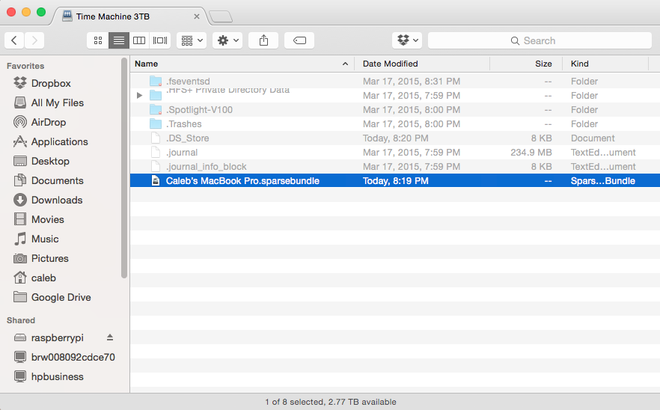 Time Machine 3TB
Search
Favorites
Dropbox
All My Files
AirDrop
Applications
Desktop
Documents
Downloads
Movies
Music
Pictures
caleb
Google Drive
Shared
raspberrypi
brw008092cdce70
hpbusiness
Name Date Modified Size Kind
.fseventsd Mar 17, 2015, 8:31 PM -- Folder
.HFS+ Private Directory Data Mar 17, 2015, 7:59 PM -- Folder
.Spotlight-V100 Mar 17, 2015, 8:00 PM -- Folder
.Trashes Mar 17, 2015, 8:00 PM -- Folder
.DS_Store Today, 8:20 PM 8 KB Document
.journal Mar 17, 2015, 7:59 PM 234.9 MB TextEd...ument
.journal_info_block Mar 17, 2015, 7:59 PM 8 KB TextEd...ument
Caleb's MacBook Pro.sparsebundle Today, 8:19 PM -- Spars...Bundle
1 of 8 selected, 2.77 TB available